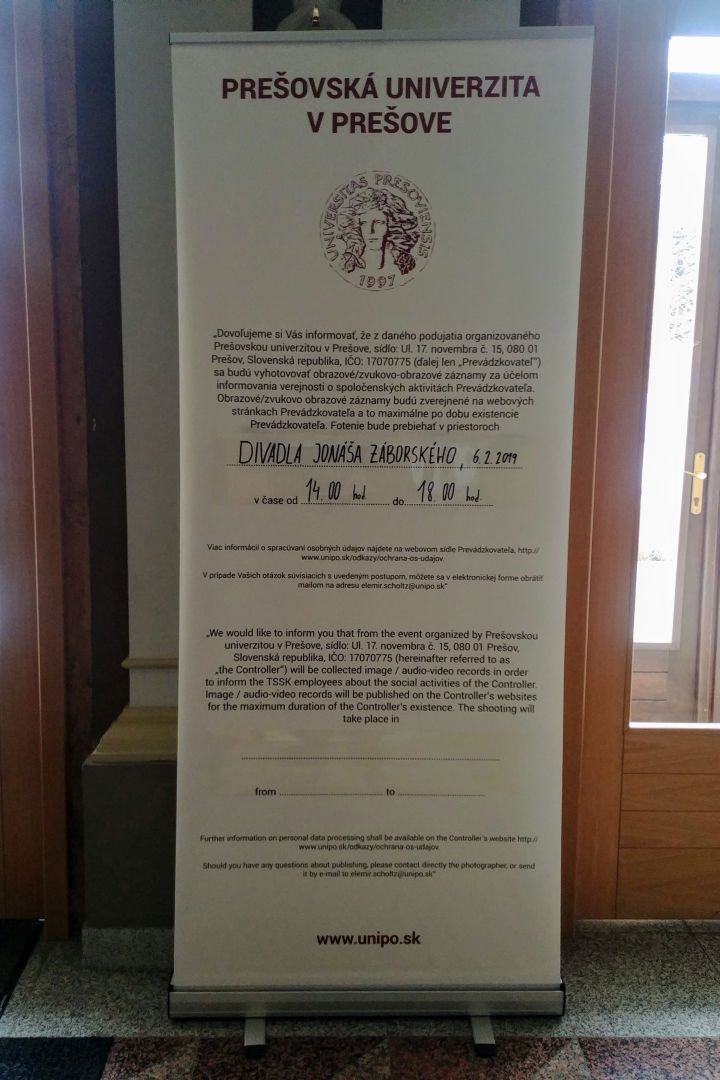 PREŠOVSKÁ UNIVERZITA
V PREŠOVE
UNIVERSITAS PRESOVIENSIS
1997
„Dovoľujeme si Vás informovať, že z daného podujatia organizovaného
Prešovskou univerzitou v Prešove, sídlo: Ul. 17. novembra č. 15, 080 01
Prešov, Slovenská republika, IČO: 17070775 (ďalej len „Prevádzkovateľ")
sa budú vyhotovovať obrazové/zvukovo-obrazové záznamy za účelom
informovania verejnosti o spoločenských aktivitách Prevádzkovateľa.
Obrazové/zvukovo obrazové záznamy budú zverejnené na webových
stránkach Prevádzkovateľa a to maximálne po dobu existencie
Prevádzkovateľa. Fotenie bude prebiehať v priestoroch
DIVADLA JONÁŠA ZÁBORSKÉHO, 6.2.2019
v čase od 14.00 hod. do 18.00 hod.
Viac informácií o spracúvaní osobných údajov nájdete na webovom sídle Prevádzkovateľa, http://
www.unipo.sk/odkazy/ochrana-os-udajov.
V prípade Vašich otázok súvisiacich s uvedeným postupom, môžete sa v elektronickej forme obrátiť
mailom na adresu elemir.scholtz@unipo.sk"
„We would like to inform you that from the event organized by Prešovskou
univerzitou v Prešove, sídlo: Ul. 17. novembra č. 15, 080 01 Prešov,
Slovenská republika, IČO: 17070775 (hereinafter referred to as
„the Controller") will be collected image / audio-video records in order
to inform the TSSK employees about the social activities of the Controller.
Image / audio-video records will be published on the Controller's websites
for the maximum duration of the Controller's existence. The shooting will
take place in
from to
Further information on personal data processing shall be available on the Controller's website http://
www.unipo.sk/odkazy/ochrana-os-udajov.
Should you have any questions about publishing, please contact directly the photographer, or send
it by e-mail to elemir.scholtz@unipo.sk"
www.unipo.sk